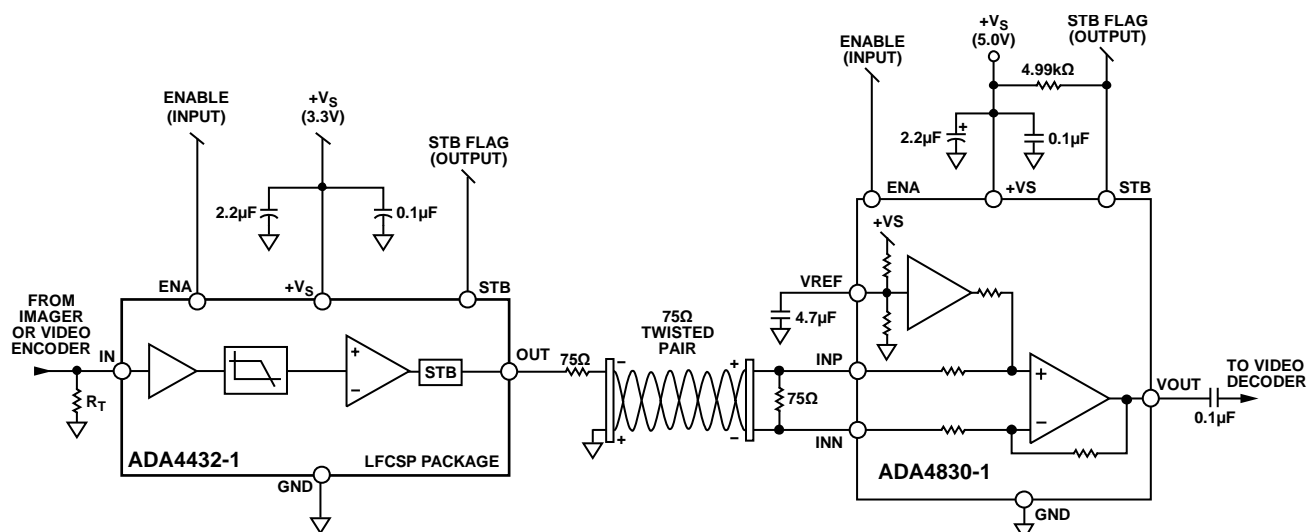 ENABLE
(INPUT)
+VS
(3.3V)
STB FLAG
(OUTPUT)
2.2µF
0.1µF
ENA
+VS
STB
FROM
IMAGER
OR VIDEO
ENCODER
IN
RT
+
–
STB
OUT
ADA4432-1
LFCSP PACKAGE
GND
75Ω
–
+
75Ω
TWISTED
PAIR
+
–
75Ω
ENABLE
(INPUT)
+VS
(5.0V)
STB FLAG
(OUTPUT)
4.99kΩ
2.2µF
+
0.1µF
ENA
+VS
STB
+VS
VREF
4.7µF
INP
INN
+
–
VOUT
0.1µF
TO VIDEO
DECODER
ADA4830-1
GND